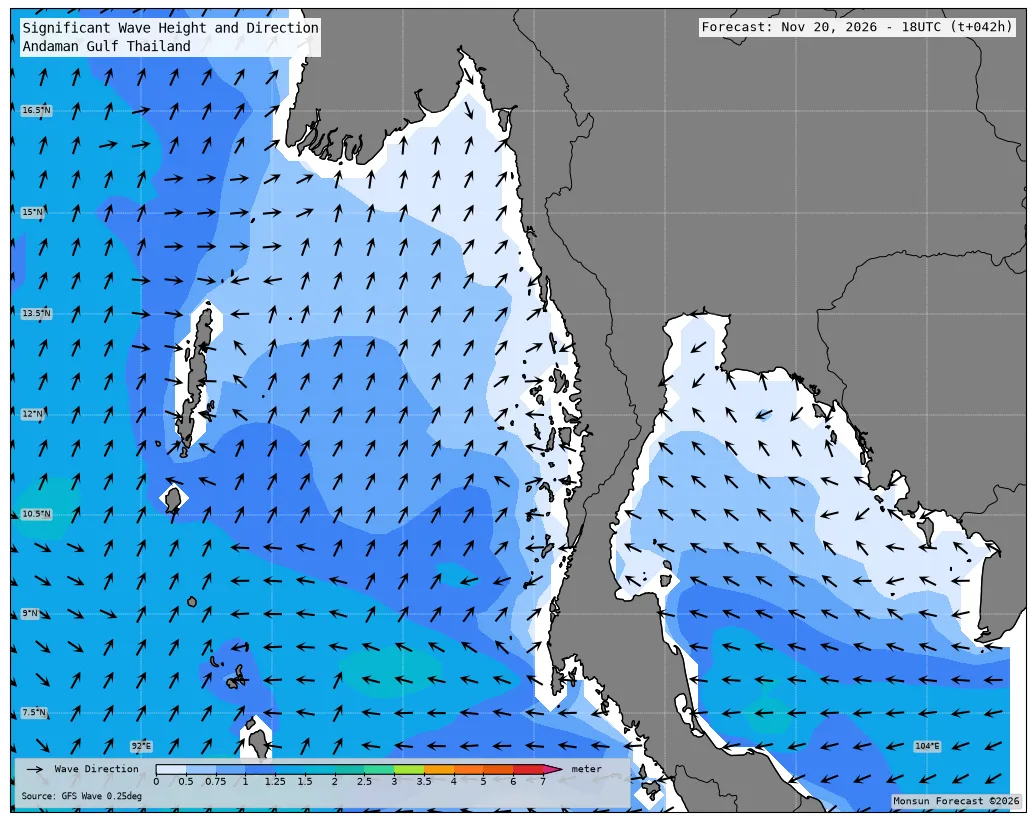 Significant Wave Height and Direction
Andaman Gulf Thailand
Forecast: Nov 20, 2026 - 18UTC (t+042h)
16.5°N
15°N
13.5°N
12°N
10.5°N
9°N
7.5°N
92°E
104°E
Wave Direction
0.5 0.75 1 1.25 1.5 2 2.5 3 3.5 4 5 6 7 meter
Source: GFS Wave 0.25deg
Monsun Forecast ©2026